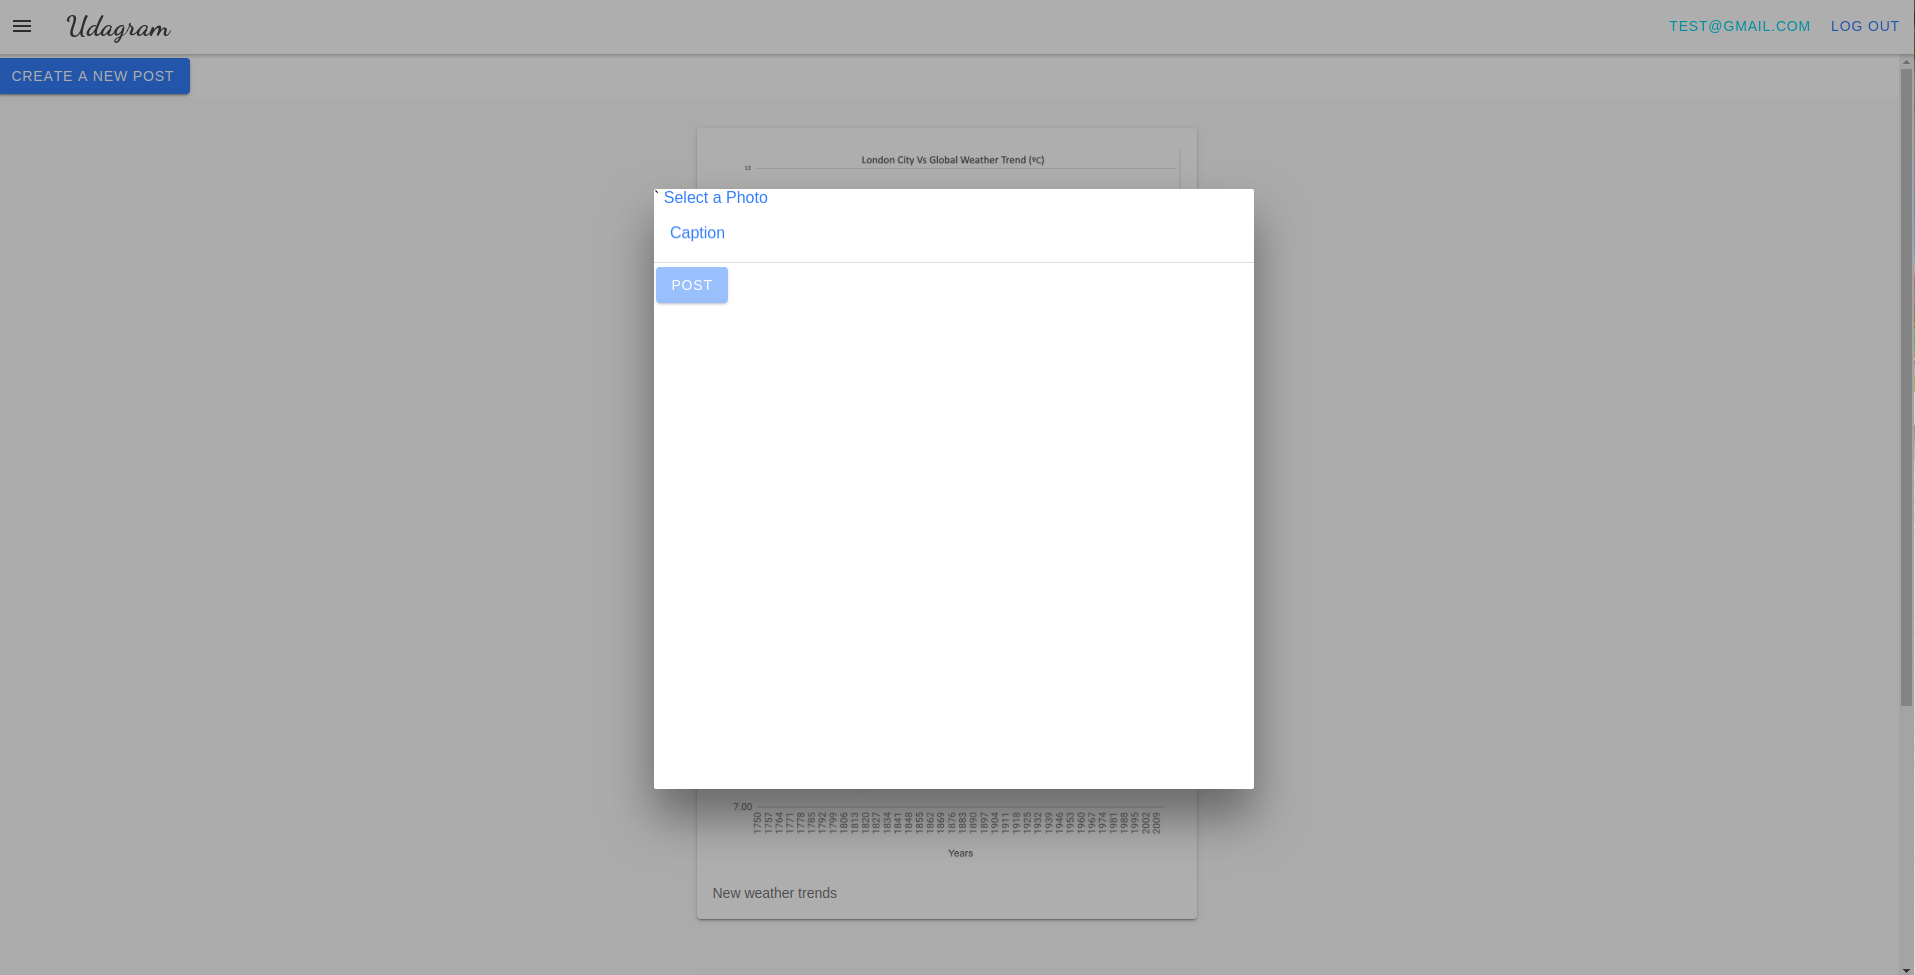 Udagram
TEST@GMAIL.COM
LOG OUT
CREATE A NEW POST
London City Vs Global Weather Trend (ºC)
12
` Select a Photo
Caption
POST
7.00
1750 1757 1764 1771 1778 1785 1792 1799 1806 1813 1820 1827 1834 1841 1848 1855 1862 1869 1876 1883 1890 1897 1904 1911 1918 1925 1932 1939 1946 1953 1960 1967 1974 1981 1988 1995 2002 2009
Years
New weather trends